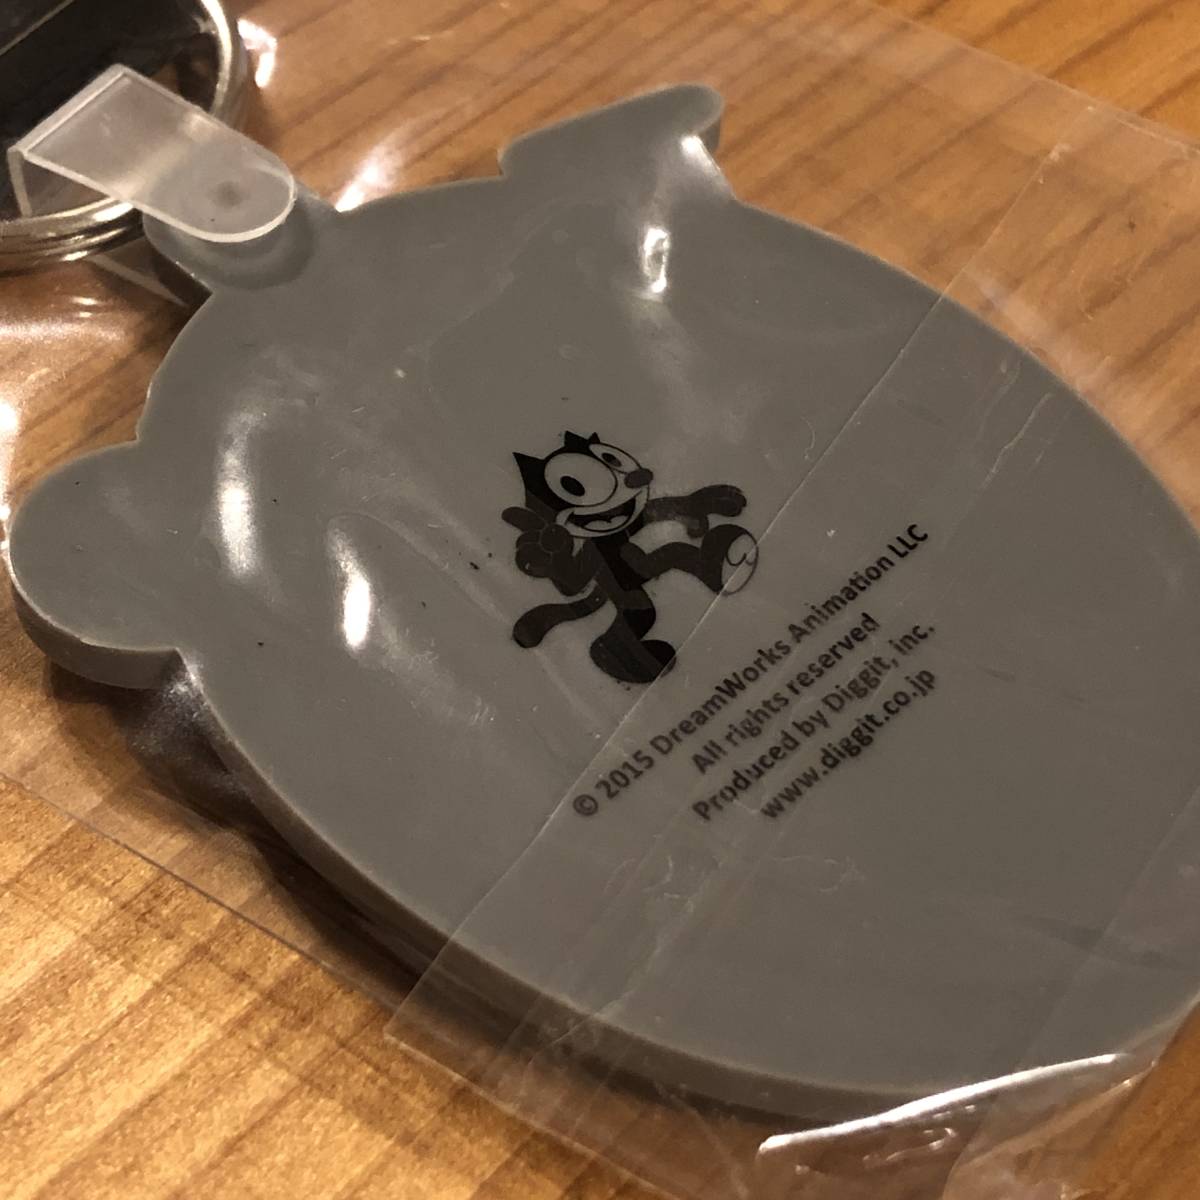 © 2015 DreamWorks Animation LLC
All rights reserved
Produced by Diggit, inc.
www.diggit.co.jp